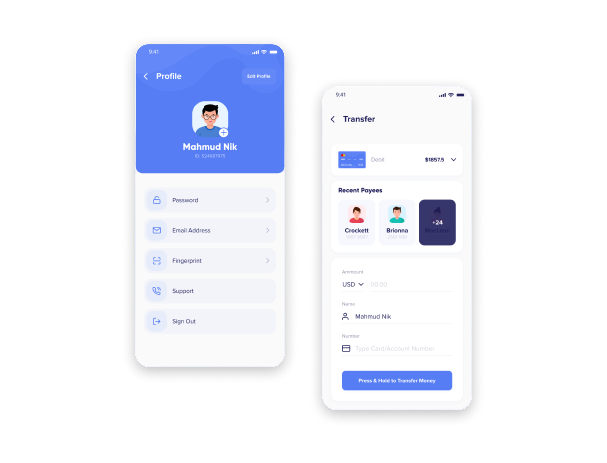 9:41
Profile
Edit Profile
Mahmud Nik
Password
Email Address
Fingerprint
Support
Sign Out
9:41
Transfer
Debit
$1857.5
Recent Payees
Crockett
Brionna
+24
Ammount
USD
00.00
Name
Mahmud Nik
Number
Type Card/Account Number
Press & Hold to Transfer Money